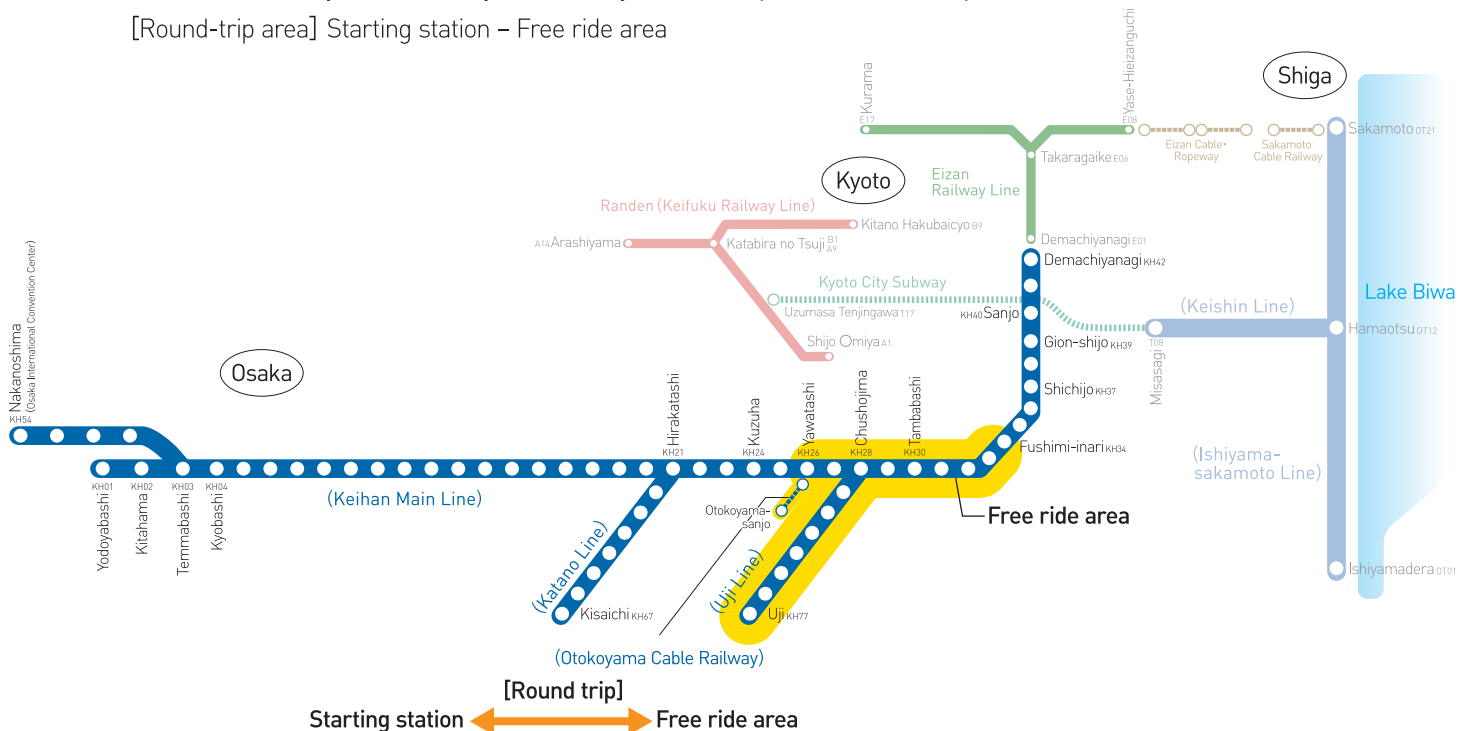 [Round-trip area] Starting station – Free ride area
Shiga
Kurama
E17
Yase-Hieizanguchi
E08
Eizan Cable•
Ropeway
Sakamoto
Cable Railway
Sakamoto OT21
Takaragaike E06
Kyoto
Eizan
Railway Line
Randen (Keifuku Railway Line)
Kitano Hakubaicyo B9
A14 Arashiyama
Katabira no Tsuji B1
A9
Demachiyanagi E01
Demachiyanagi KH42
Kyoto City Subway
Uzumasa Tenjingawa T17
KH40 Sanjo
(Keishin Line)
Lake Biwa
Hamaotsu OT12
T08
Misasagi
Shijo Omiya A1
Gion-shijo KH39
Shichijo KH37
Nakanoshima
(Osaka International Convention Center)
KH54
Osaka
Hirakatashi
KH21
Kuzuha
KH24
Yawatashi
KH26
Chushojima
KH28
Tambabashi
KH30
Fushimi-inari KH34
(Ishiyama-
sakamoto Line)
KH01
Yodoyabashi
KH02
Kitahama
KH03
Temmabashi
KH04
Kyobashi
(Keihan Main Line)
Otokoyama-
sanjo
Free ride area
(Katano Line)
(Uji Line)
Ishiyamadera OT01
Kisaichi KH67
Uji KH77
(Otokoyama Cable Railway)
[Round trip]
Starting station
Free ride area